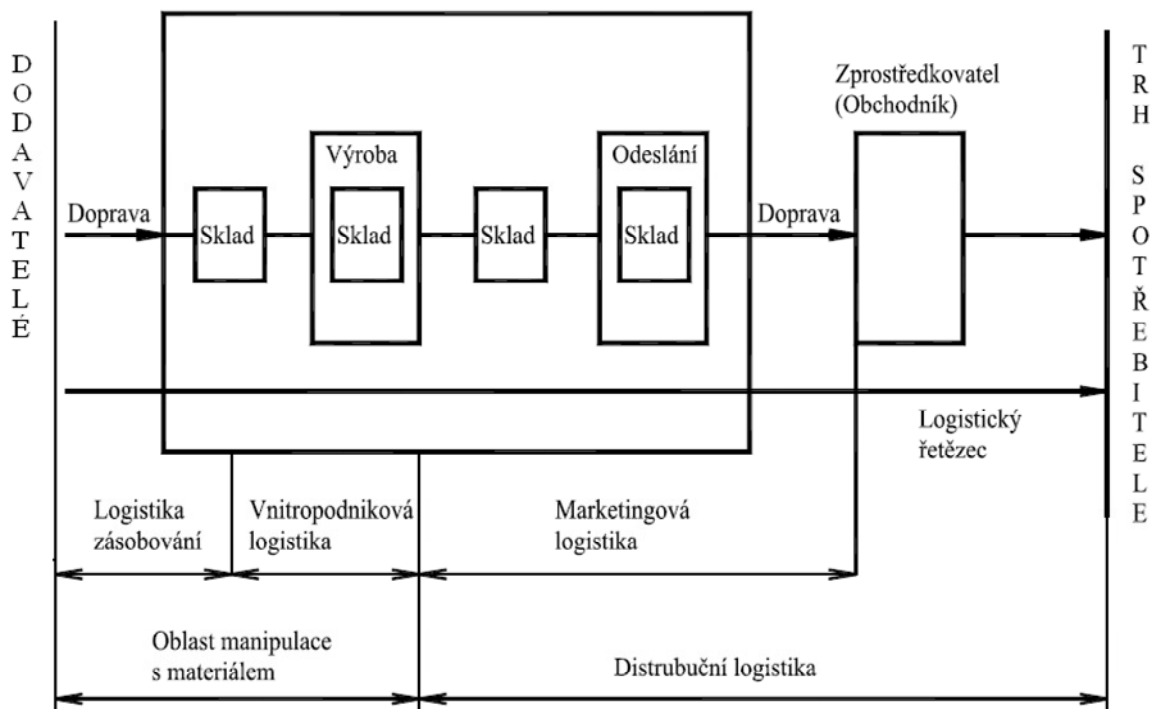 DODAVATELÉ
Zprostředkovatel
(Obchodník)
TRH SPOTŘEBITELE
Výroba
Odeslání
Doprava
Sklad
Sklad
Sklad
Sklad
Doprava
Logistický
řetězec
Logistika
zásobování
Vnitropodniková
logistika
Marketingová
logistika
Oblast manipulace
s materiálem
Distrubuční logistika